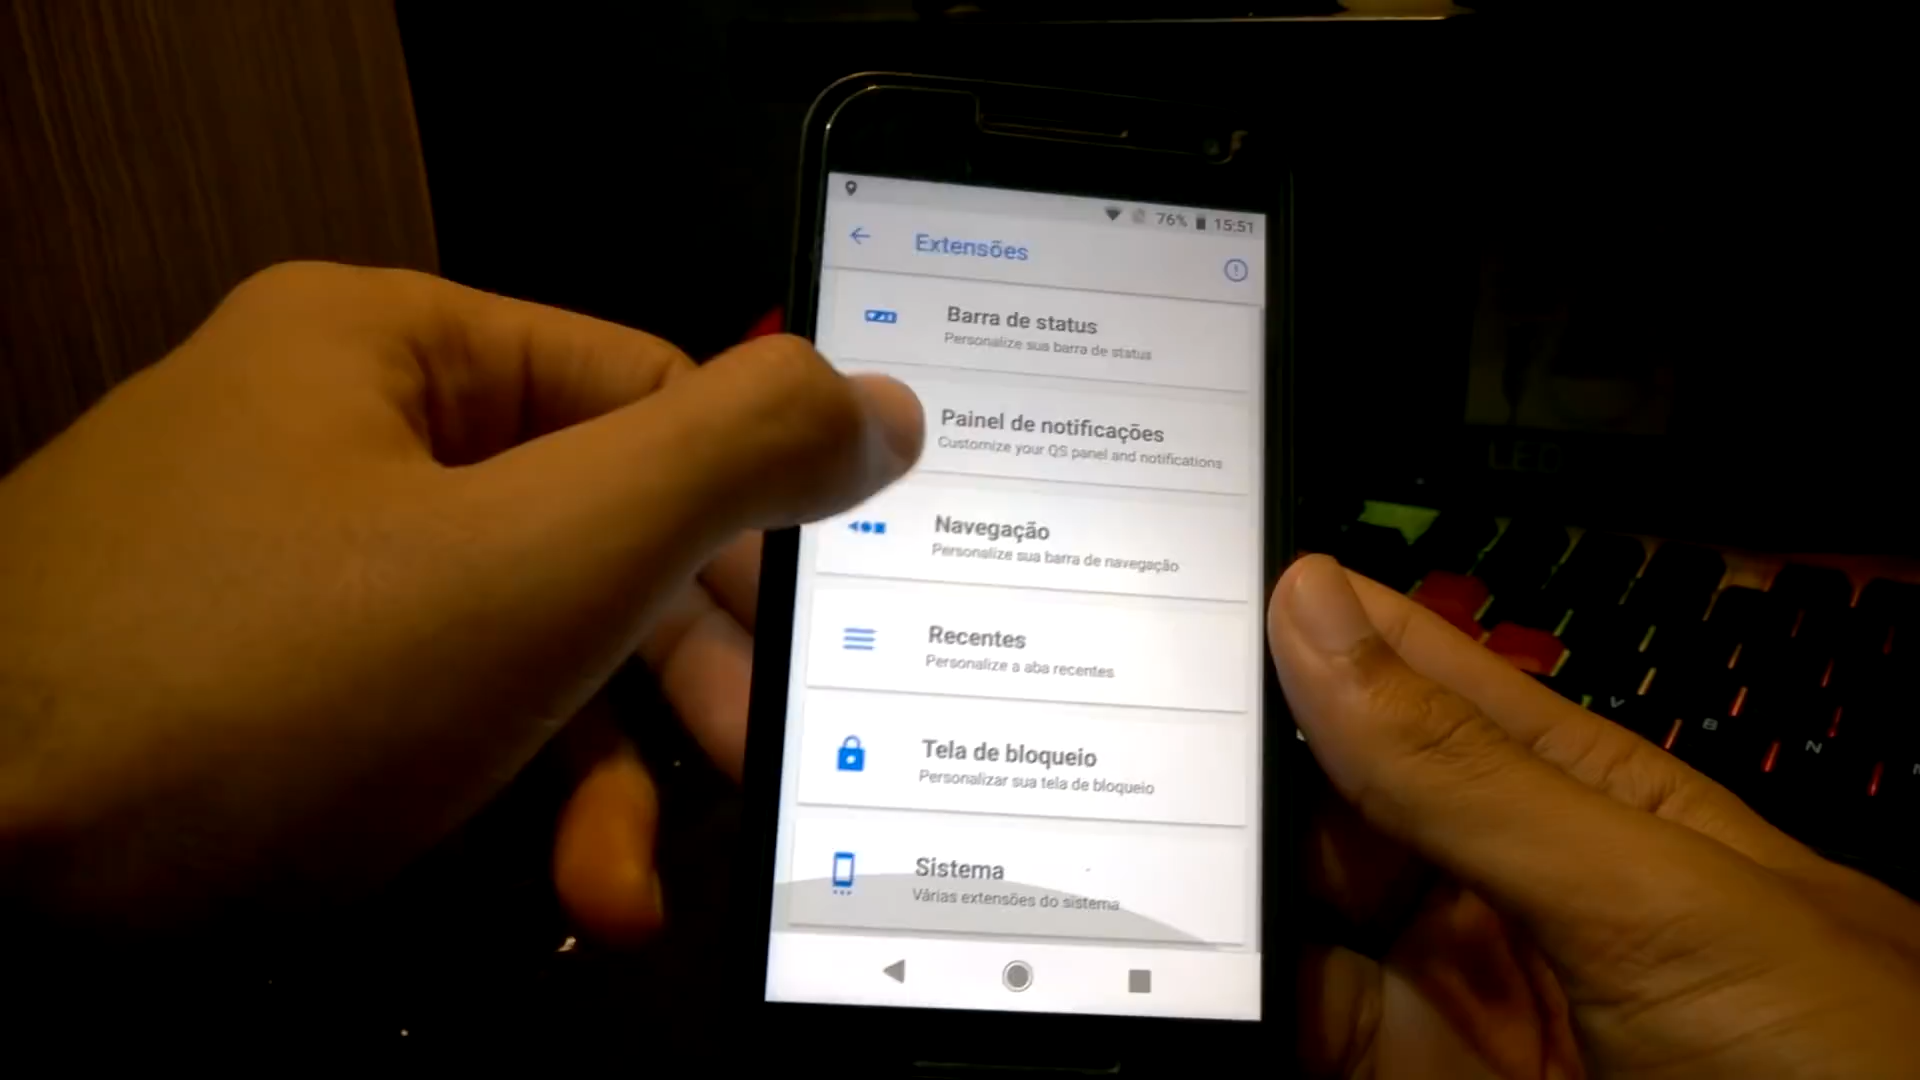 76% 15:51
Extensões
Barra de status
Personalize sua barra de status
Painel de notificações
Customize your QS panel and notifications
Navegação
Personalize sua barra de navegação
Recentes
Personalize a aba recentes
Tela de bloqueio
Personalizar sua tela de bloqueio
Sistema
Várias extensões do sistema
LED
V
B
N